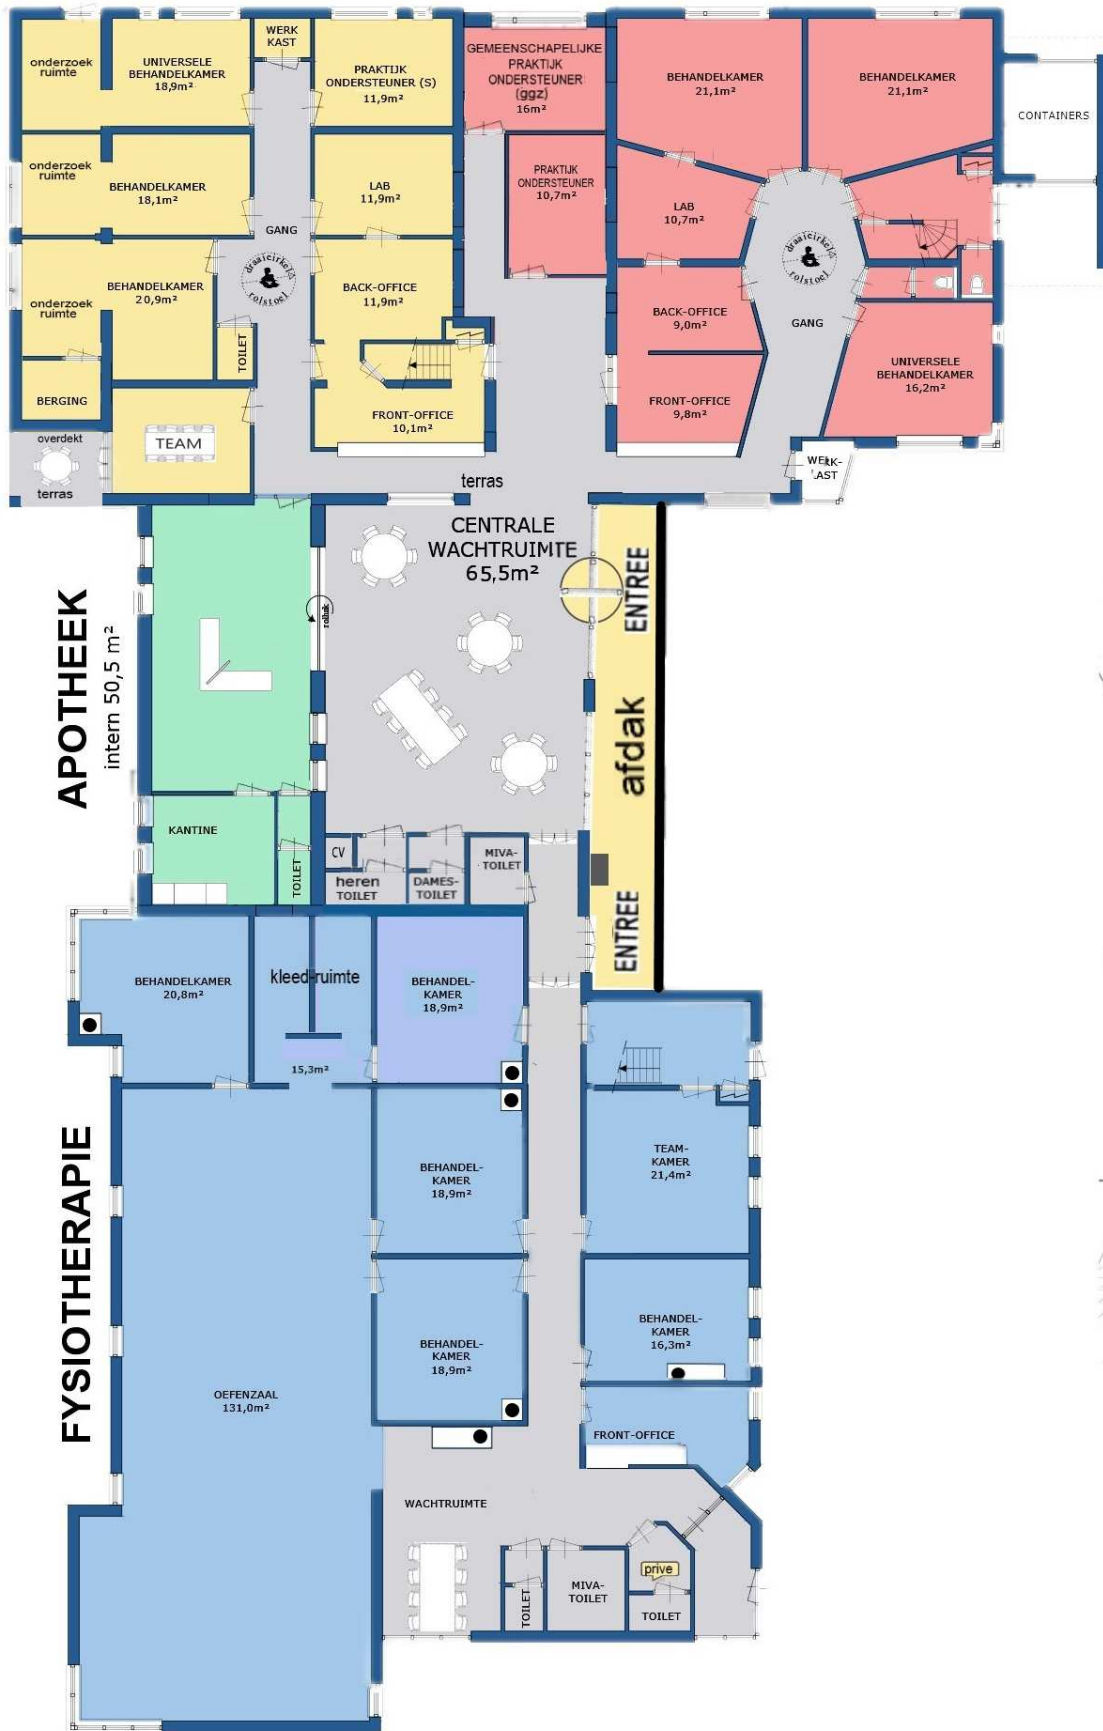 onderzoek
ruimte
UNIVERSELE
BEHANDELKAMER
18,9m²
WERK
KAST
PRAKTIJK
ONDERSTEUNER (S)
11,9m²
GEMEENSCHAPELIJKE
PRAKTIJK
ONDERSTEUNER
(ggz)
16m²
BEHANDELKAMER
21,1m²
BEHANDELKAMER
21,1m²
CONTAINERS
onderzoek
ruimte
BEHANDELKAMER
18,1m²
LAB
11,9m²
PRAKTIJK
ONDERSTEUNER
10,7m²
LAB
10,7m²
GANG
draaicirkel
rolstoel
draaicirkel
rolstoel
BEHANDELKAMER
20,9m²
onderzoek
ruimte
BACK-OFFICE
11,9m²
BACK-OFFICE
9,0m²
GANG
TOILET
UNIVERSELE
BEHANDELKAMER
16,2m²
BERGING
FRONT-OFFICE
10,1m²
FRONT-OFFICE
9,8m²
overdekt
terras
TEAM
terras
CENTRALE
WACHTRUIMTE
65,5m²
ENTREE
APOTHEEK
intern 50,5 m²
afdak
KANTINE
TOILET
CV
heren
TOILET
DAMES-
TOILET
MIVA-
TOILET
ENTREE
BEHANDELKAMER
20,8m²
kleed-ruimte
15,3m²
BEHANDEL-
KAMER
18,9m²
FYSIOTHERAPIE
BEHANDEL-
KAMER
18,9m²
TEAM-
KAMER
21,4m²
BEHANDEL-
KAMER
18,9m²
BEHANDEL-
KAMER
16,3m²
OEFENZAAL
131,0m²
FRONT-OFFICE
WACHTRUIMTE
TOILET
MIVA-
TOILET
prive
TOILET